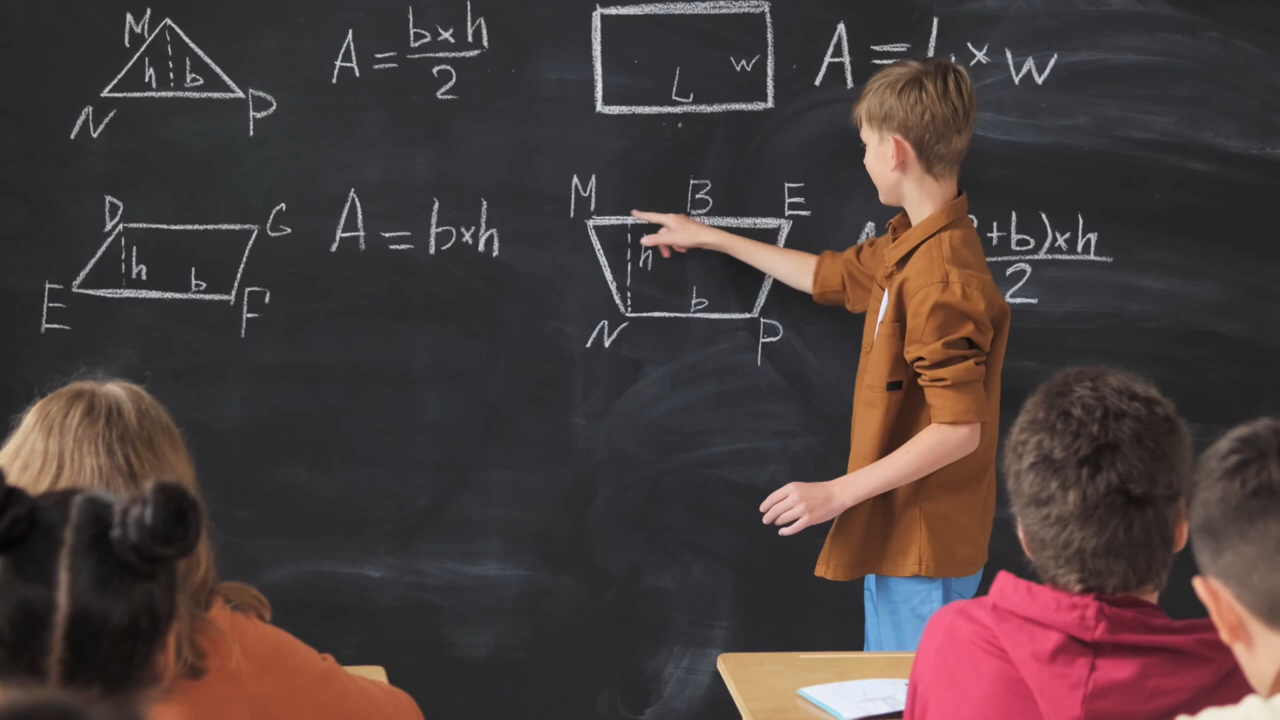 M
h b
N P
A = b×h/2
L w
A = L × w
D G
h b
E F
A = b×h
M B E
h b
N P
+b)×h/2